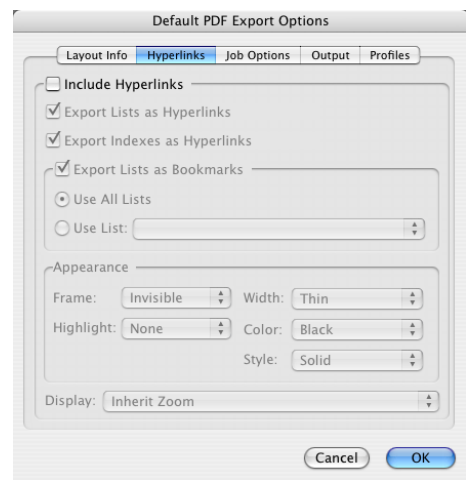 Default PDF Export Options
Layout Info Hyperlinks Job Options Output Profiles
Include Hyperlinks
Export Lists as Hyperlinks
Export Indexes as Hyperlinks
Export Lists as Bookmarks
Use All Lists
Use List:
Appearance
Frame: Invisible Width: Thin
Highlight: None Color: Black
Style: Solid
Display: Inherit Zoom
Cancel OK